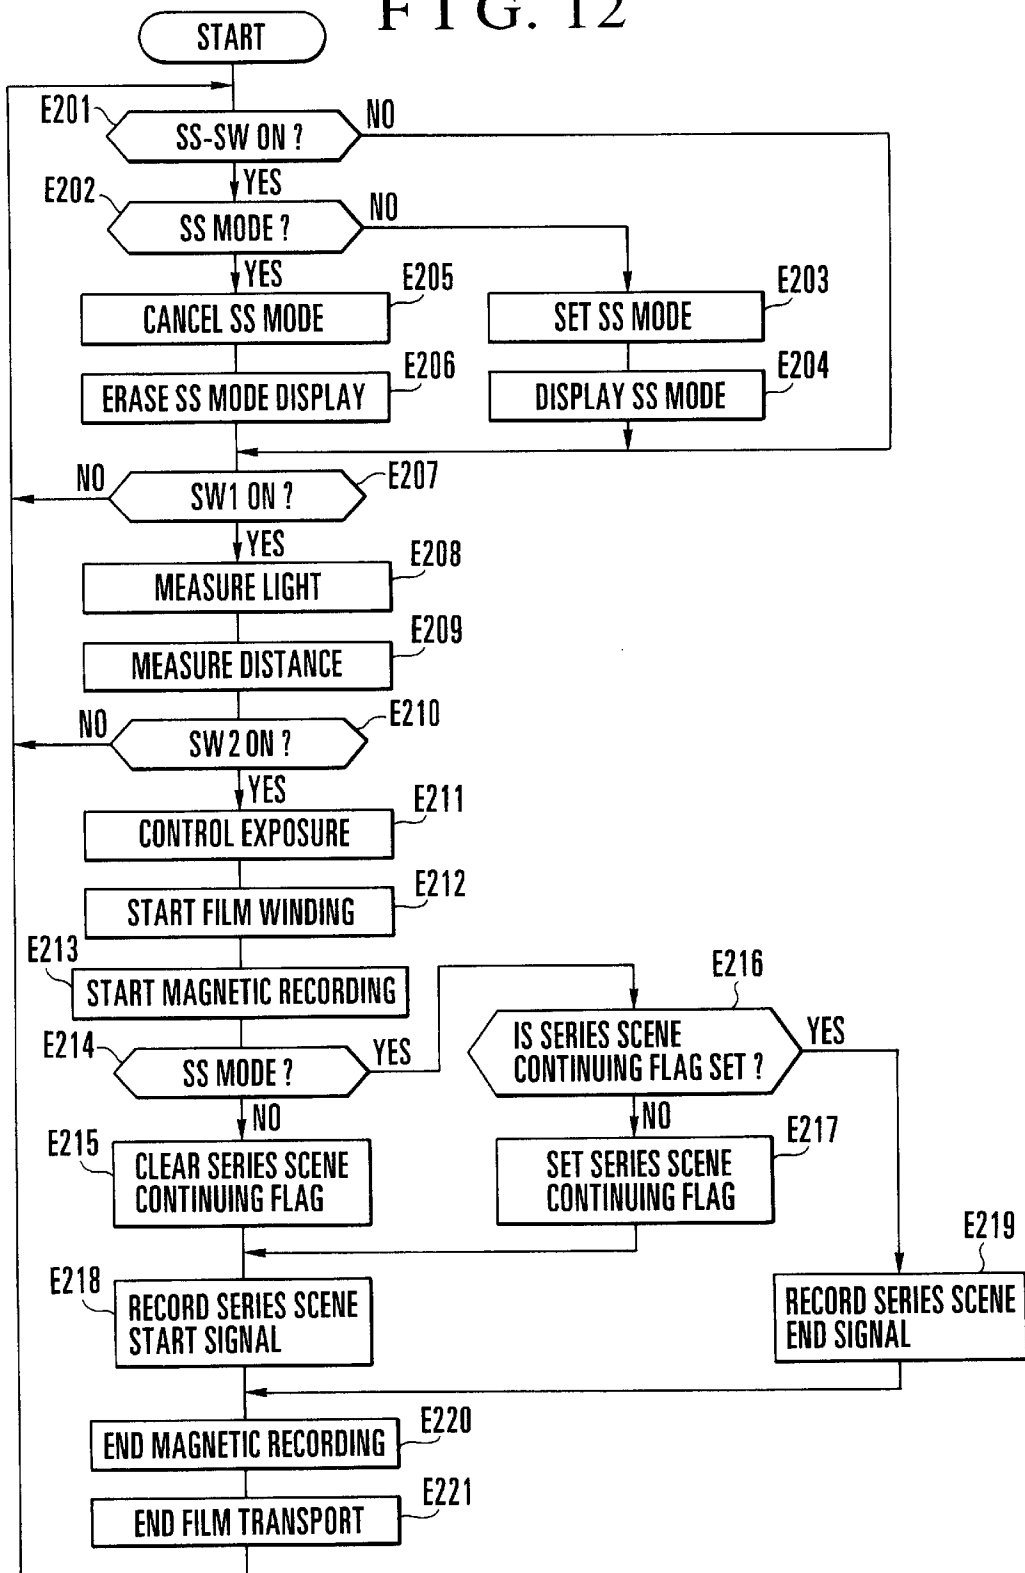 FIG. 12
START
E201
SS-SW ON ?
NO
YES
E202
SS MODE ?
NO
YES
E205
CANCEL SS MODE
E203
SET SS MODE
E206
ERASE SS MODE DISPLAY
E204
DISPLAY SS MODE
NO
SW1 ON ?
E207
YES
E208
MEASURE LIGHT
E209
MEASURE DISTANCE
NO
SW2 ON ?
E210
YES
E211
CONTROL EXPOSURE
E212
START FILM WINDING
E213
START MAGNETIC RECORDING
E214
SS MODE ?
YES
NO
E216
IS SERIES SCENE
CONTINUING FLAG SET ?
YES
NO
E215
CLEAR SERIES SCENE
CONTINUING FLAG
E217
SET SERIES SCENE
CONTINUING FLAG
E218
RECORD SERIES SCENE
START SIGNAL
E219
RECORD SERIES SCENE
END SIGNAL
E220
END MAGNETIC RECORDING
E221
END FILM TRANSPORT